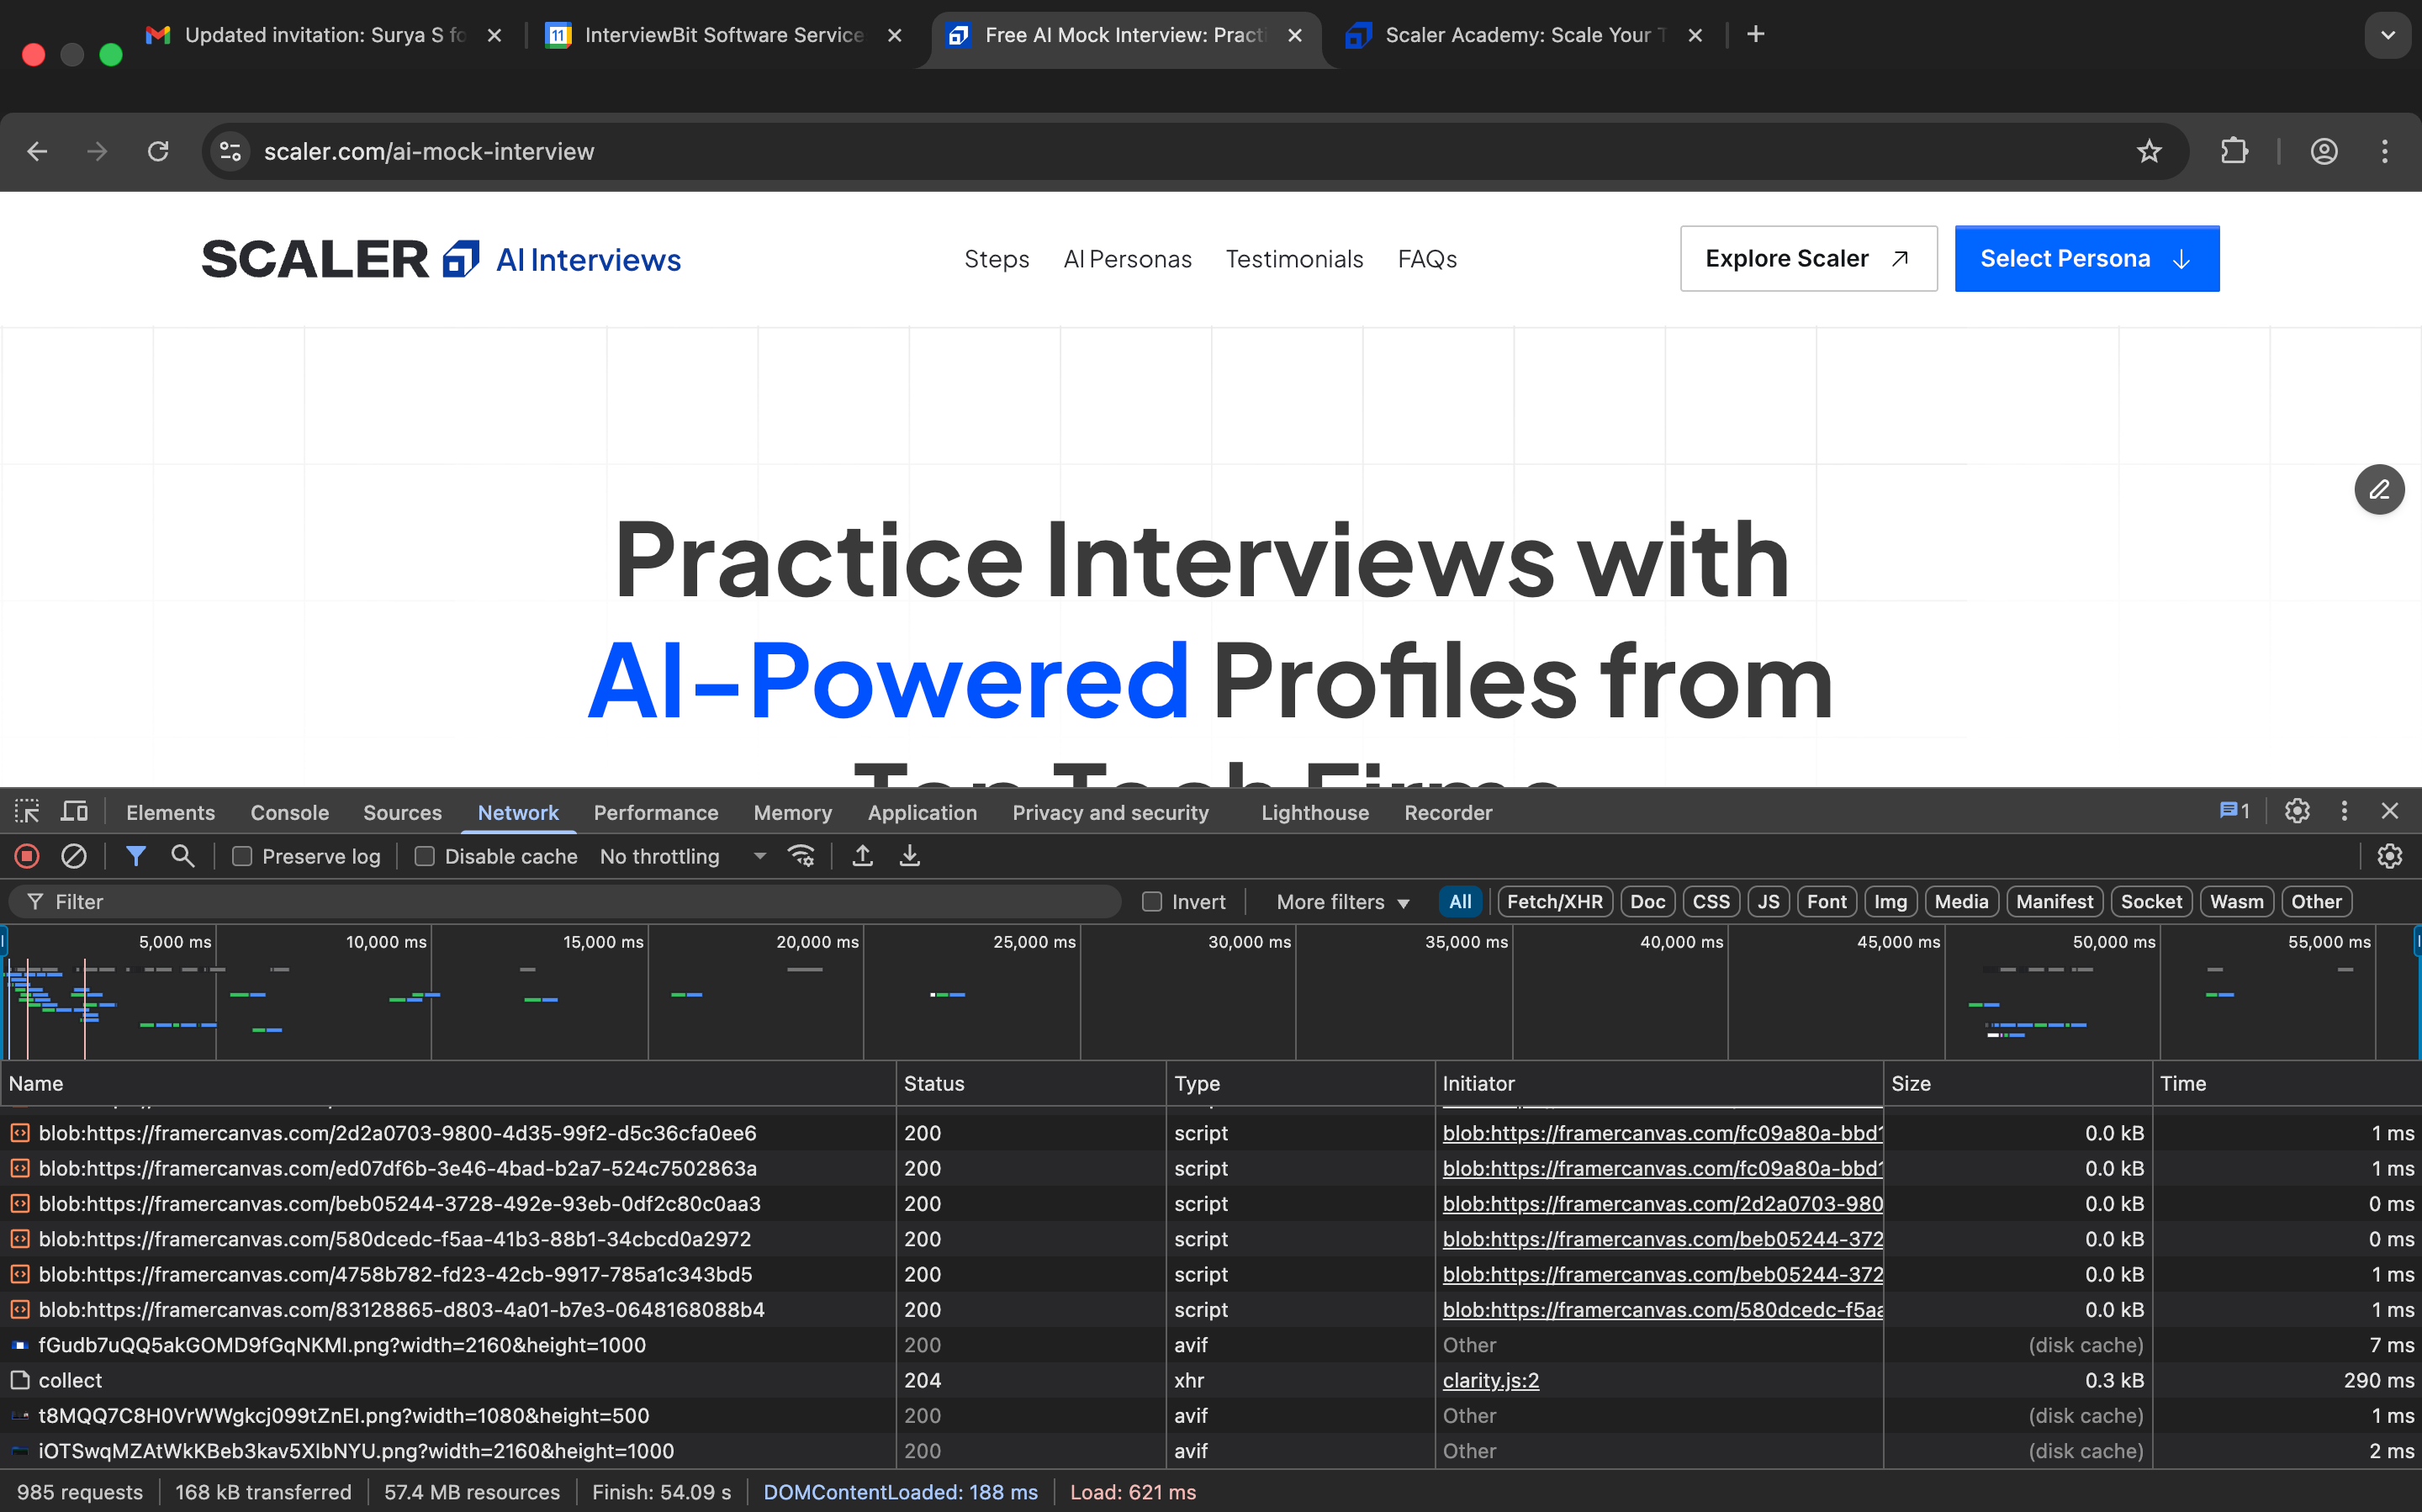 Updated invitation: Surya S fo
11
InterviewBit Software Service
Free AI Mock Interview: Practi
Scaler Academy: Scale Your T
scaler.com/ai-mock-interview
SCALER AI Interviews
Steps
AI Personas
Testimonials
FAQs
Explore Scaler
Select Persona
Practice Interviews with
AI-Powered Profiles from
Top Tech Firms
Elements
Console
Sources
Network
Performance
Memory
Application
Privacy and security
Lighthouse
Recorder
1
Preserve log
Disable cache
No throttling
Filter
Invert
More filters
All
Fetch/XHR
Doc
CSS
JS
Font
Img
Media
Manifest
Socket
Wasm
Other
5,000 ms
10,000 ms
15,000 ms
20,000 ms
25,000 ms
30,000 ms
35,000 ms
40,000 ms
45,000 ms
50,000 ms
55,000 ms
Name Status Type Initiator Size Time
blob:https://framercanvas.com/2d2a0703-9800-4d35-99f2-d5c36cfa0ee6 200 script blob:https://framercanvas.com/fc09a80a-bbd1 0.0 kB 1 ms
blob:https://framercanvas.com/ed07df6b-3e46-4bad-b2a7-524c7502863a 200 script blob:https://framercanvas.com/fc09a80a-bbd1 0.0 kB 1 ms
blob:https://framercanvas.com/beb05244-3728-492e-93eb-0df2c80c0aa3 200 script blob:https://framercanvas.com/2d2a0703-980 0.0 kB 0 ms
blob:https://framercanvas.com/580dcedc-f5aa-41b3-88b1-34cbcd0a2972 200 script blob:https://framercanvas.com/beb05244-372 0.0 kB 0 ms
blob:https://framercanvas.com/4758b782-fd23-42cb-9917-785a1c343bd5 200 script blob:https://framercanvas.com/beb05244-372 0.0 kB 1 ms
blob:https://framercanvas.com/83128865-d803-4a01-b7e3-0648168088b4 200 script blob:https://framercanvas.com/580dcedc-f5aa 0.0 kB 1 ms
fGudb7uQQ5akGOMD9fGqNKMI.png?width=2160&height=1000 200 avif Other (disk cache) 7 ms
collect 204 xhr clarity.js:2 0.3 kB 290 ms
t8MQQ7C8H0VrWWgkcj099tZnEI.png?width=1080&height=500 200 avif Other (disk cache) 1 ms
iOTSwqMZAtWkKBeb3kav5XIbNYU.png?width=2160&height=1000 200 avif Other (disk cache) 2 ms
985 requests
168 kB transferred
57.4 MB resources
Finish: 54.09 s
DOMContentLoaded: 188 ms
Load: 621 ms